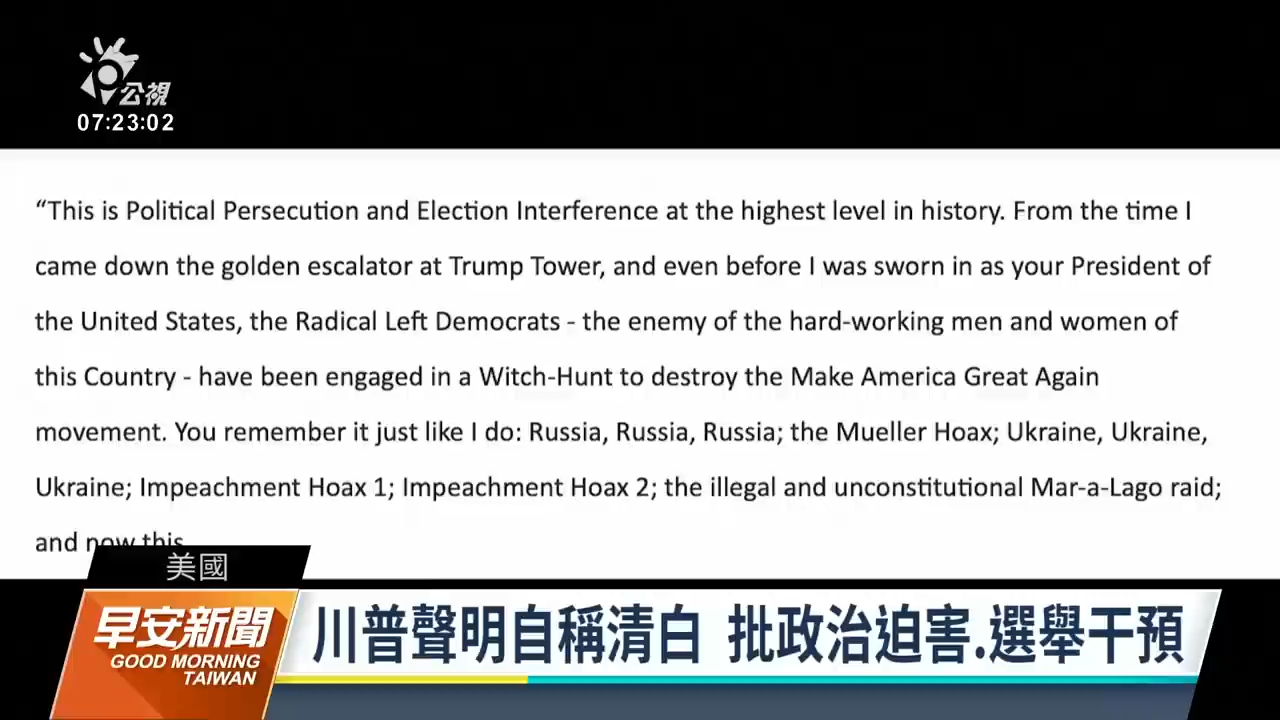 公視
07:23:02
“This is Political Persecution and Election Interference at the highest level in history. From the time I
came down the golden escalator at Trump Tower, and even before I was sworn in as your President of
the United States, the Radical Left Democrats - the enemy of the hard-working men and women of
this Country - have been engaged in a Witch-Hunt to destroy the Make America Great Again
movement. You remember it just like I do: Russia, Russia, Russia; the Mueller Hoax; Ukraine, Ukraine,
Ukraine; Impeachment Hoax 1; Impeachment Hoax 2; the illegal and unconstitutional Mar-a-Lago raid;
and now this
美國
早安新聞
GOOD MORNING
TAIWAN
川普聲明自稱清白 批政治迫害.選舉干預